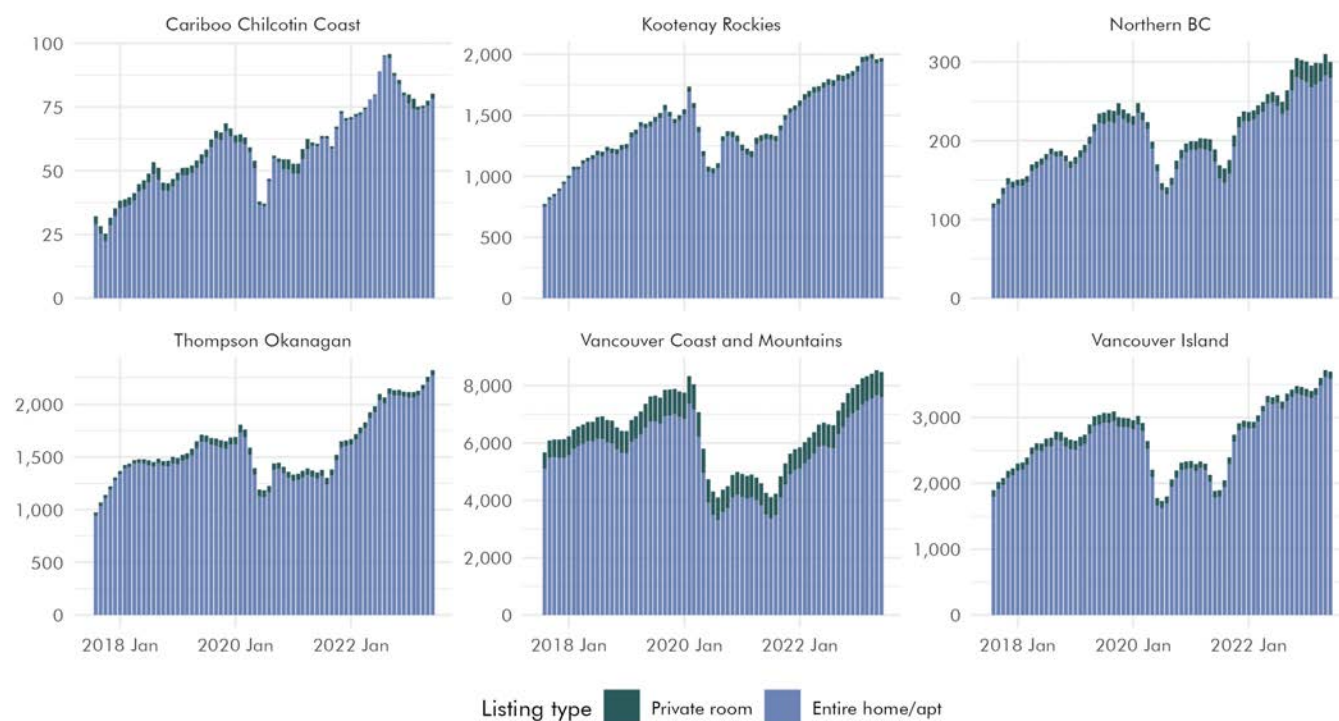 Cariboo Chilcotin Coast
Kootenay Rockies
Northern BC
100
75
50
25
0
2,000
1,500
1,000
500
0
300
200
100
0
Thompson Okanagan
Vancouver Coast and Mountains
Vancouver Island
2,000
1,500
1,000
500
0
8,000
6,000
4,000
2,000
0
3,000
2,000
1,000
0
2018 Jan 2020 Jan 2022 Jan
2018 Jan 2020 Jan 2022 Jan
2018 Jan 2020 Jan 2022 Jan
Listing type Private room Entire home/apt